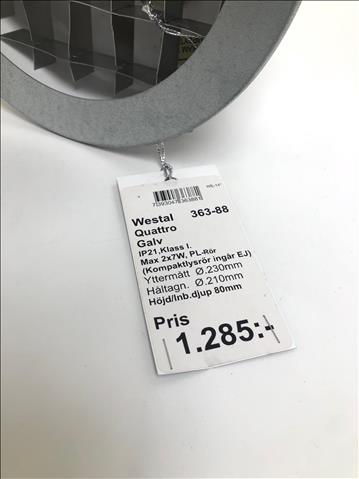 7393047363881
Westal 363-88
Quattro
Galv
IP21,Klass I.
Max 2x7W, PL-Rör
(Kompaktlysrör ingår EJ)
Yttermått Ø.230mm
Håltagn. Ø.210mm
Höjd/Inb.djup 80mm
Pris
1.285:-